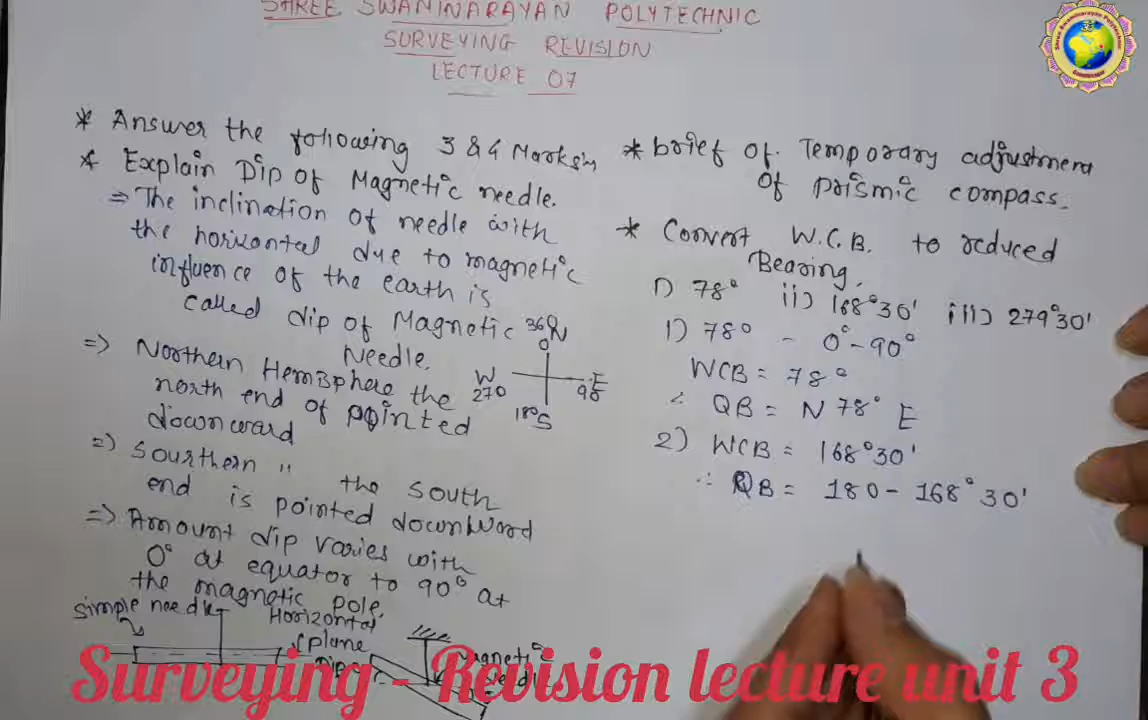 SHREE SWAMINARAYAN POLYTECHNIC
SURVEYING REVISION
LECTURE 07
* Answer the following 3 & 4 Marks
* Explain Dip of Magnetic needle.
⇒ The inclination of needle with
the horizontal due to magnetic
influence of the earth is
called dip of Magnetic
Needle.
⇒ Northern Hemisphere the
north end of pointed
downward
⇒ Sourthern " the south
end is pointed downward
⇒ Amount dip varies with
0° at equator to 90° at
the magnetic pole.
360 N
0
W
270
E
90
180 S
simple needle
Horizontal
plane
Dip
Magnetic
Needle
* brief of Temporary adjustment
of prismic compass.
* Convert W.C.B. to reduced
Bearing.
1) 78° ii) 168°30' iii) 279°30'
1) 78° - 0°-90°
WCB = 78°
∴ QB = N 78° E
2) WCB = 168°30'
∴ QB = 180 - 168°30'
Surveying - Revision lecture unit 3